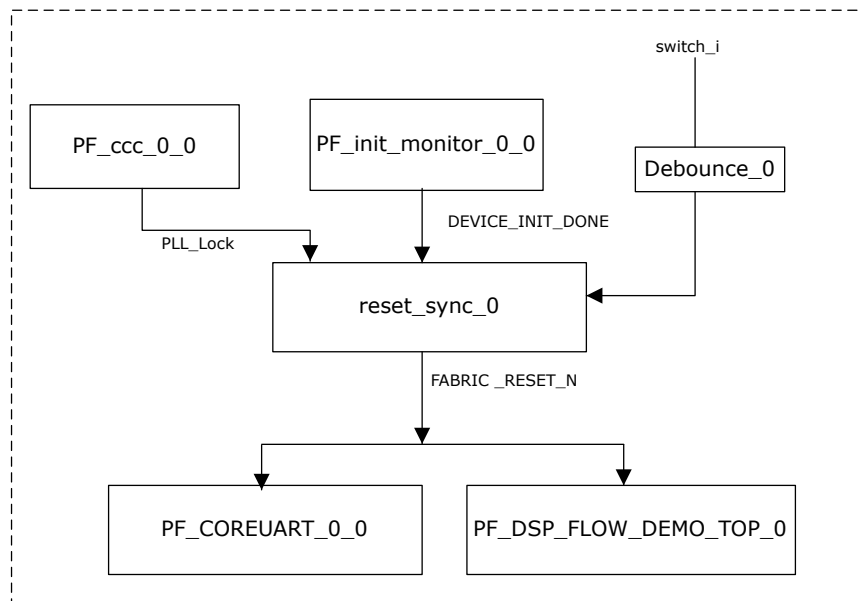 switch_i
PF_ccc_0_0
PF_init_monitor_0_0
Debounce_0
PLL_Lock
DEVICE_INIT_DONE
reset_sync_0
FABRIC _RESET_N
PF_COREUART_0_0
PF_DSP_FLOW_DEMO_TOP_0